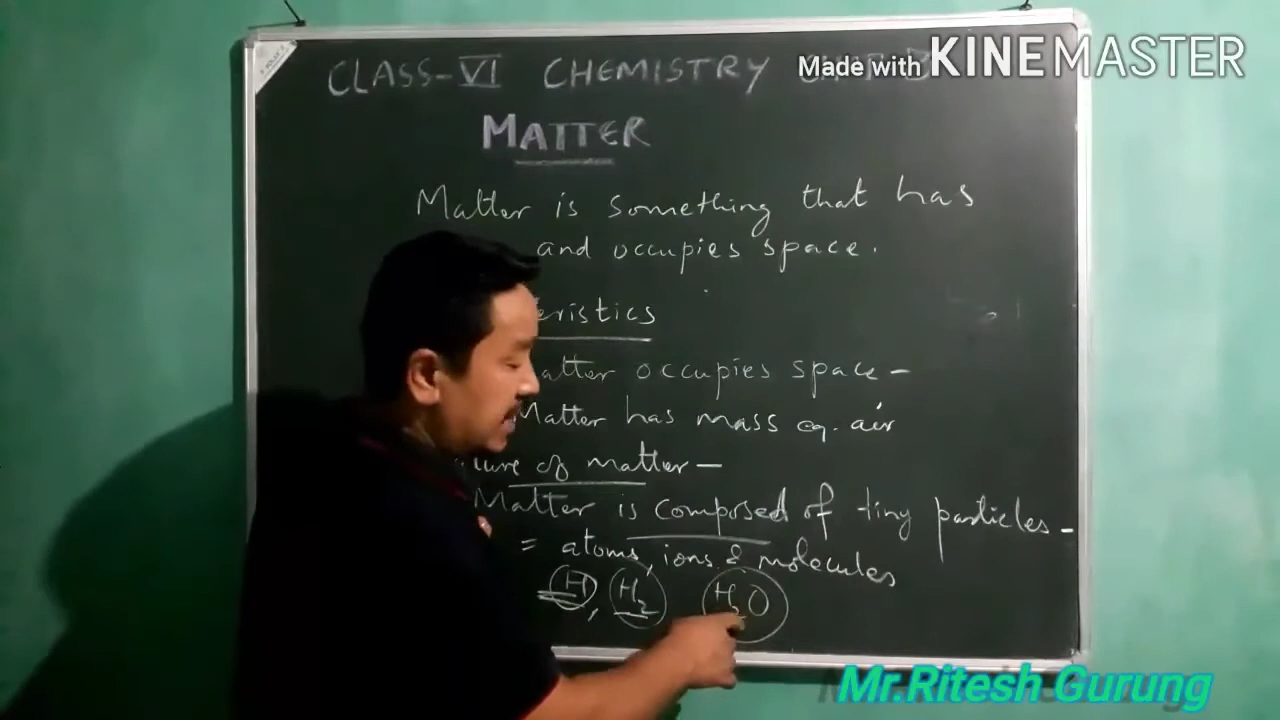 CLASS-VI CHEMISTRY
Made with KINEMASTER
MATTER
Matter is something that has
and occupies space.
eristics
atter occupies space-
Matter has mass eg. air
ure of matter-
Matter is composed of tiny particles-
= atoms, ions & molecules
H, H2 H2O
Mr.Ritesh Gurung